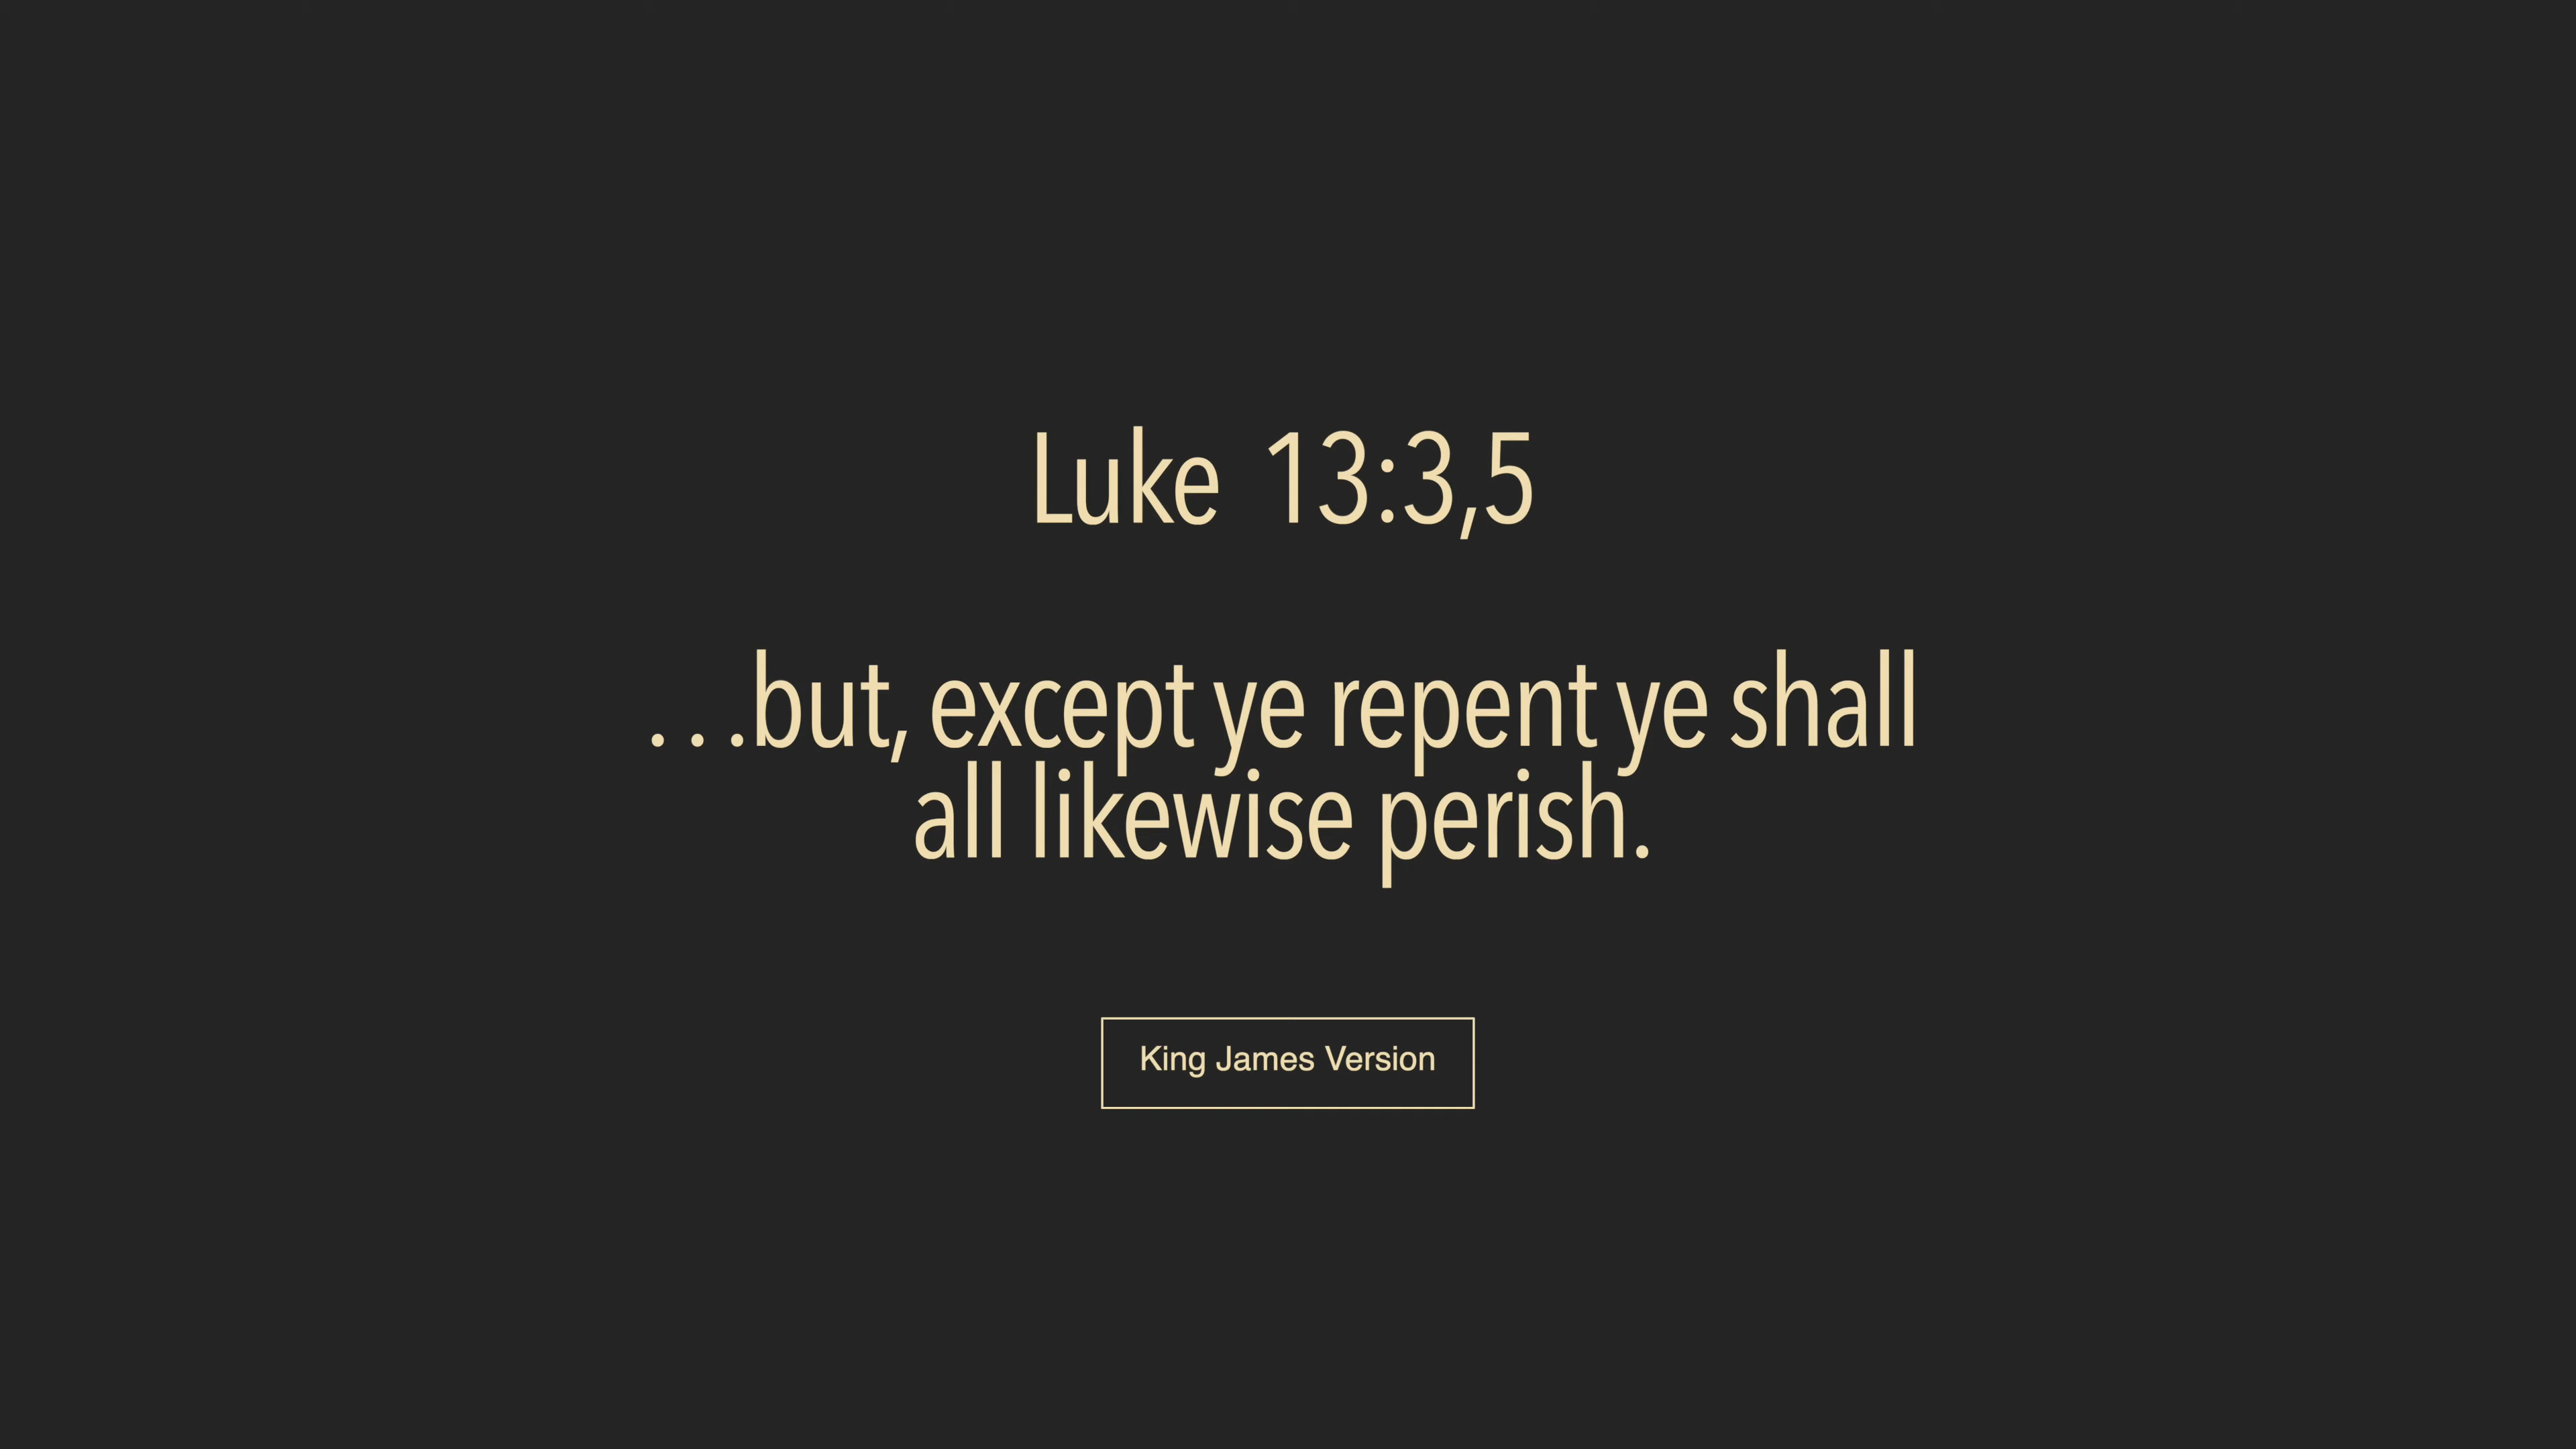 Luke 13:3,5
….but, except ye repent ye shall
all likewise perish.
King James Version